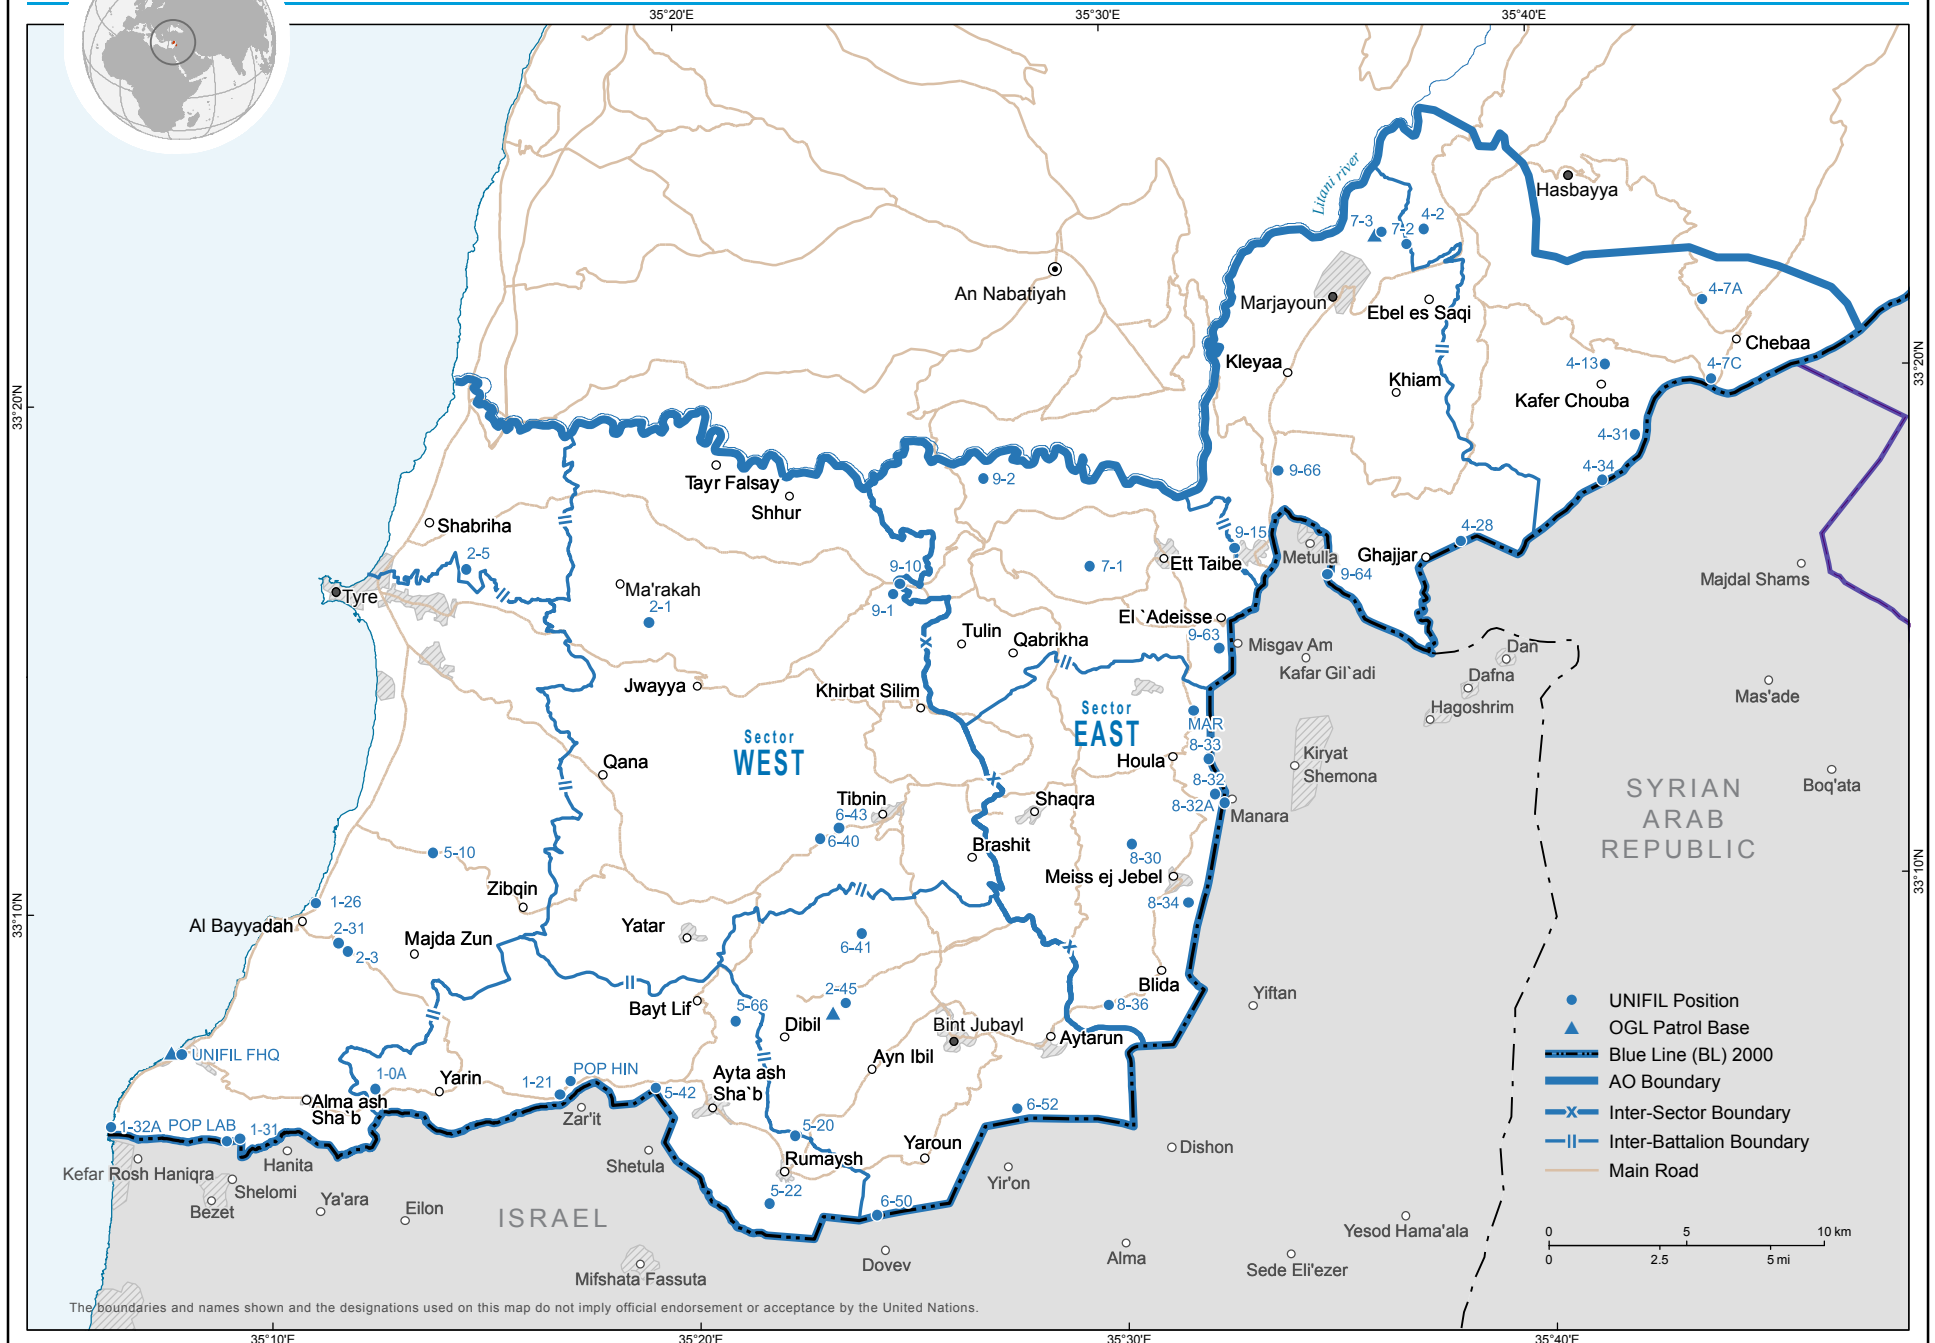 35°20'E
35°30'E
35°40'E
Litani river
Hasbayya
7-3
7-2
4-2
An Nabatiyah
Marjayoun
Ebel es Saqi
4-7A
Chebaa
Kleyaa
Khiam
4-13
4-7C
Kafer Chouba
33°20'N
33°20'N
4-31
4-34
Tayr Falsay
Shhur
9-2
9-66
Shabriha
2-5
9-15
4-28
Metulla
Ghajjar
9-10
7-1
Ett Taibe
9-64
Majdal Shams
Tyre
Ma'rakah
2-1
9-1
El `Adeisse
Tulin
Qabrikha
9-63
Misgav Am
Kafar Gil`adi
Dan
Dafna
Hagoshrim
Mas'ade
Jwayya
Khirbat Silim
Sector
WEST
Sector
EAST
MAR
8-33
Houla
Qana
Kiryat
Shemona
8-32
8-32A
Manara
SYRIAN
ARAB
REPUBLIC
Boq'ata
Tibnin
6-43
6-40
Shaqra
Brashit
8-30
Meiss ej Jebel
8-34
5-10
Zibqin
1-26
Al Bayyadah
2-31
2-3
Majda Zun
Yatar
6-41
33°10'N
33°10'N
Blida
8-36
Yiftan
Bayt Lif
5-66
2-45
Dibil
Bint Jubayl
Aytarun
Ayn Ibil
UNIFIL FHQ
1-0A
Yarin
1-21
POP HIN
5-42
Ayta ash
Sha`b
Alma ash
Sha`b
Zar'it
6-52
1-32A
POP LAB
1-31
5-20
Yaroun
Dishon
Kefar Rosh Haniqra
Hanita
Shetula
Rumaysh
Yir'on
Shelomi
Bezet
Ya'ara
Eilon
5-22
6-50
ISRAEL
Yesod Hama'ala
Dovev
Alma
Sede Eli'ezer
Mifshata Fassuta
UNIFIL Position
OGL Patrol Base
Blue Line (BL) 2000
AO Boundary
x Inter-Sector Boundary
II Inter-Battalion Boundary
Main Road
0 5 10 km
0 2.5 5 mi
The boundaries and names shown and the designations used on this map do not imply official endorsement or acceptance by the United Nations.
35°10'E
35°20'E
35°30'E
35°40'E